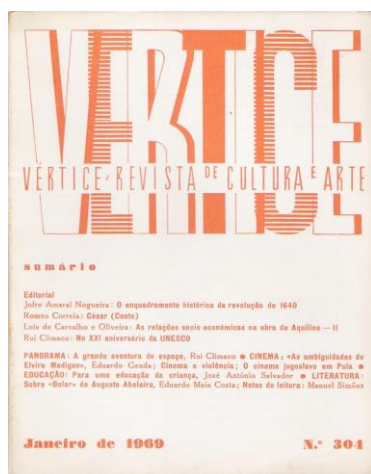 VERTICE
VÉRTICE, REVISTA DE CULTURA E ARTE
sumário
Editorial
Jofre Amaral Nogueira: O enquadramento histórico da revolução de 1640
Romeu Correia: César (Conto)
Luís de Carvalho e Oliveira: As relações socio-económicas na obra de Aquilino — II
Rui Clímaco: No XXI aniversário da UNESCO
PANORAMA: A grande aventura do espaço, Rui Clímaco ● CINEMA: «As ambiguidades de
Elvira Madigan», Eduardo Geada; Cinema e violência; O cinema jugoslavo em Pula ●
EDUCAÇÃO: Para uma educação da criança, José António Salvador ● LITERATURA:
Sobre «Bolor» de Augusto Abelaira, Eduardo Maia Costa; Notas de leitura: Manuel Simões
Janeiro de 1969 N.º 304